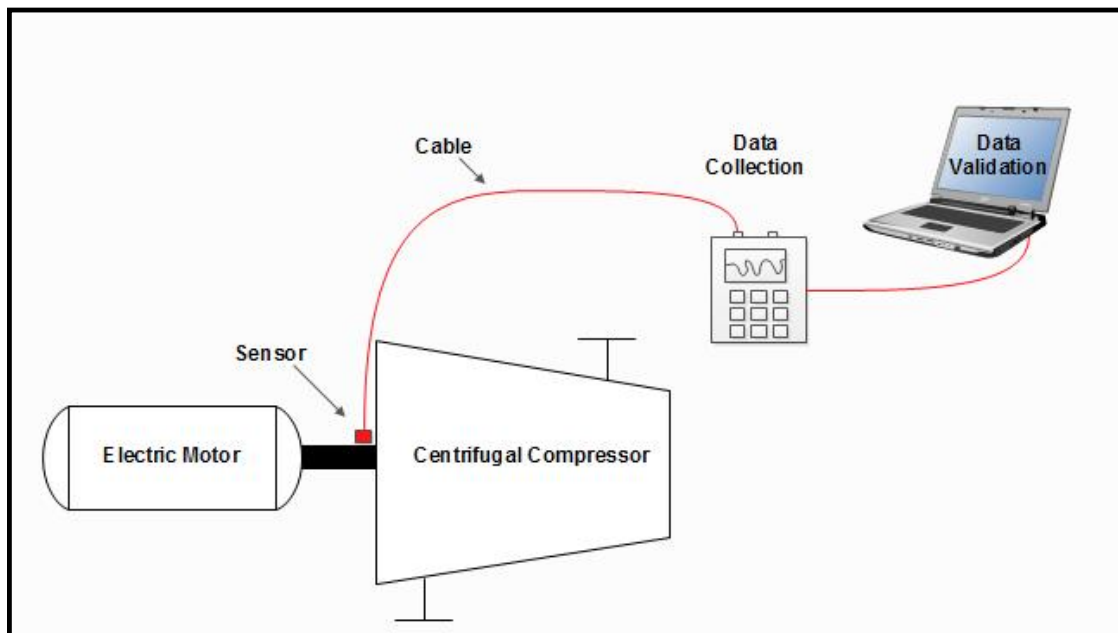 Cable
Data
Collection
Data
Validation
Sensor
Electric Motor
Centrifugal Compressor